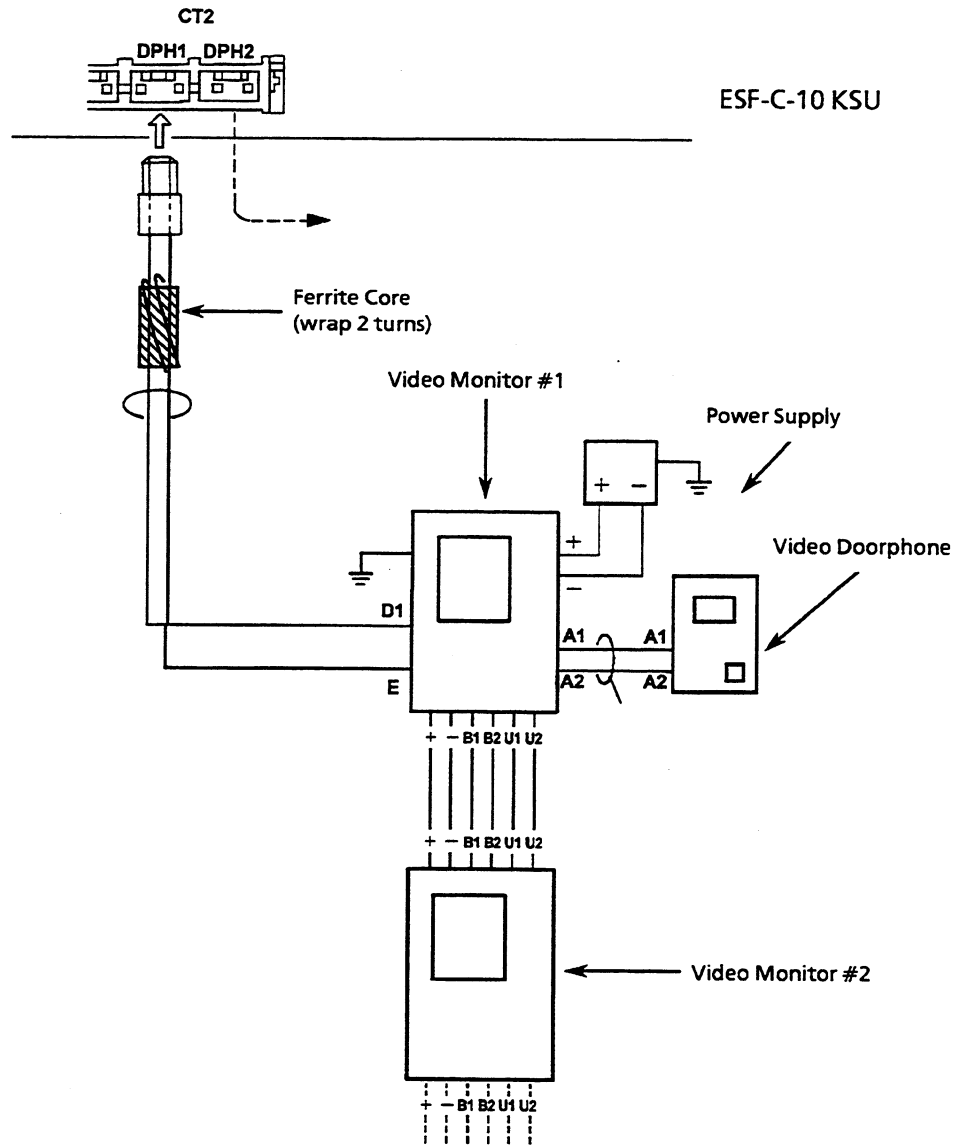 CT2
DPH1 DPH2
ESF-C-10 KSU
Ferrite Core
(wrap 2 turns)
Video Monitor #1
Power Supply
+ −
+
−
Video Doorphone
D1
E
A1 A1
A2 A2
+ − B1 B2 U1 U2
+ − B1 B2 U1 U2
Video Monitor #2
+ − B1 B2 U1 U2